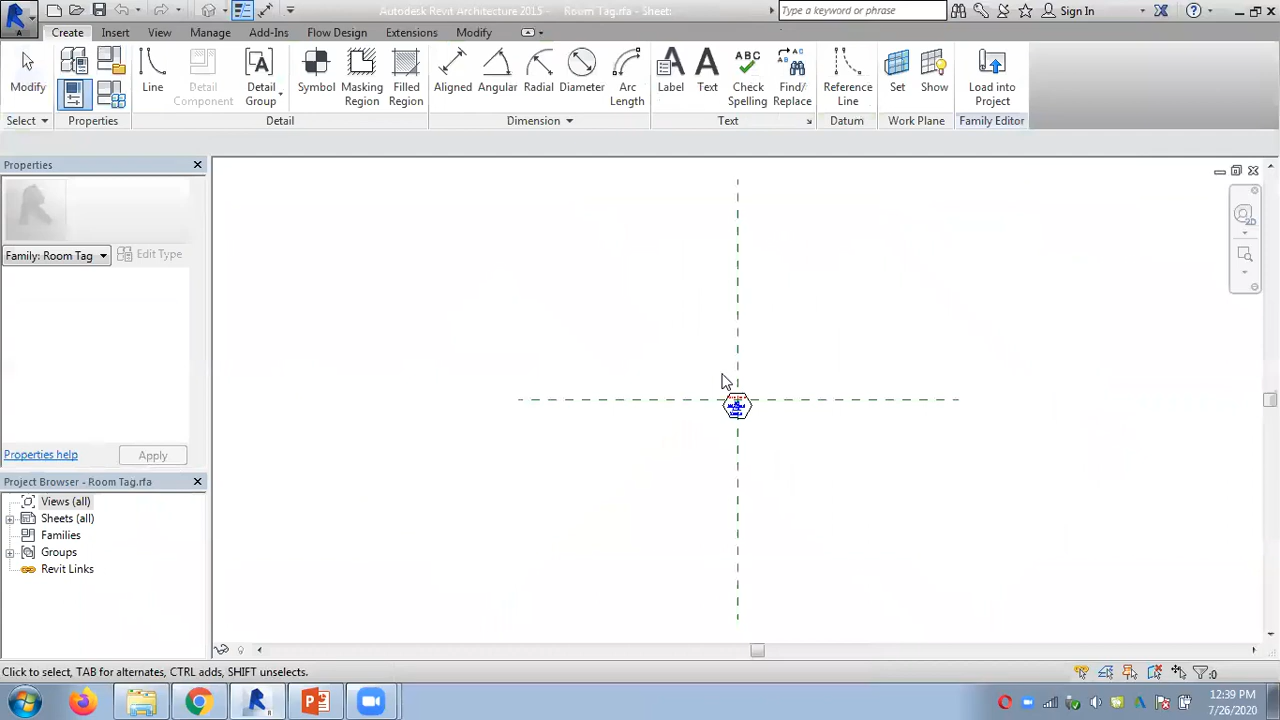 Autodesk Revit Architecture 2015 - Room Tag.rfa - Sheet:
Type a keyword or phrase
Sign In
Create Insert View Manage Add-Ins Flow Design Extensions Modify
Modify
Line
Detail Component
Detail Group
Symbol
Masking Region
Filled Region
Aligned
Angular
Radial
Diameter
Arc Length
Label
Text
ABC
Check Spelling
Find/ Replace
Reference Line
Set
Show
Load into Project
Select
Properties
Detail
Dimension
Text
Datum
Work Plane
Family Editor
Properties
Family: Room Tag
Edit Type
Properties help
Apply
Project Browser - Room Tag.rfa
Views (all)
Sheets (all)
Families
Groups
Revit Links
2D
Click to select, TAB for alternates, CTRL adds, SHIFT unselects.
:0
12:39 PM
7/26/2020